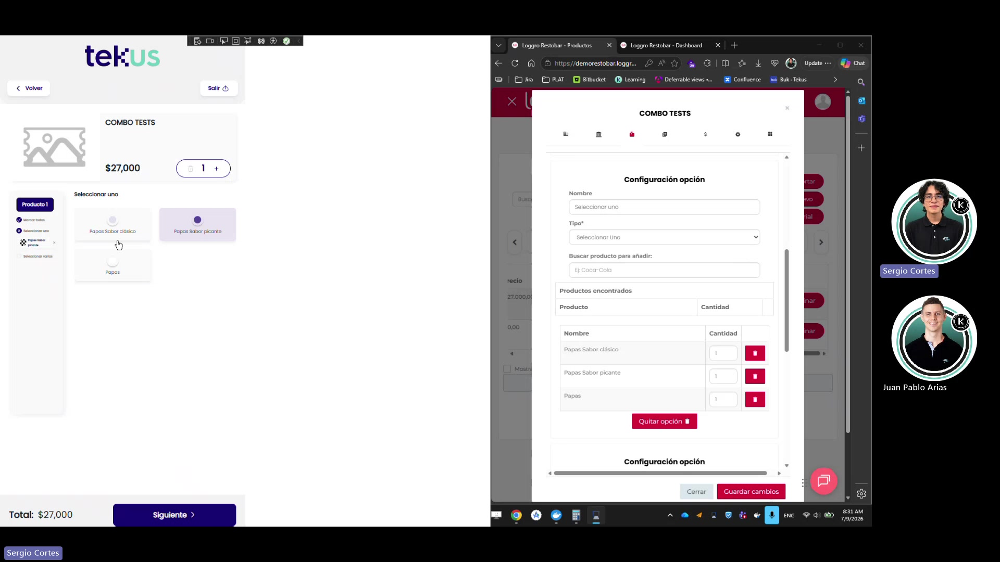 tekus
Volver
Salir
COMBO TESTS
$27,000
1
+
Producto 1
Marcar todos
2 Seleccionar uno
Papas Sabor
picante
×
Seleccionar varios
Seleccionar uno
Papas Sabor clásico
Papas Sabor picante
Papas
Total: $27,000
Siguiente
Loggro Restobar - Productos
Loggro Restobar - Dashboard
https://demorestobar.loggr...
Update
Chat
Jira
PLAT
Bitbucket
Learning
Deferrable views •...
Confluence
Buk - Tekus
COMBO TESTS
×
Configuración opción
Nombre
Seleccionar uno
Tipo*
Seleccionar Uno
Buscar producto para añadir:
Ej: Coca-Cola
Productos encontrados
Producto
Cantidad
Nombre
Cantidad
Papas Sabor clásico
1
Papas Sabor picante
1
Papas
1
Quitar opción
Configuración opción
Cerrar
Guardar cambios
Busc
recio
27.000,00
0,00
Mostra
rtar
evo
rial
inar
inar
ENG
8:31 AM
7/9/2026
Sergio Cortes
Juan Pablo Arias
Sergio Cortes